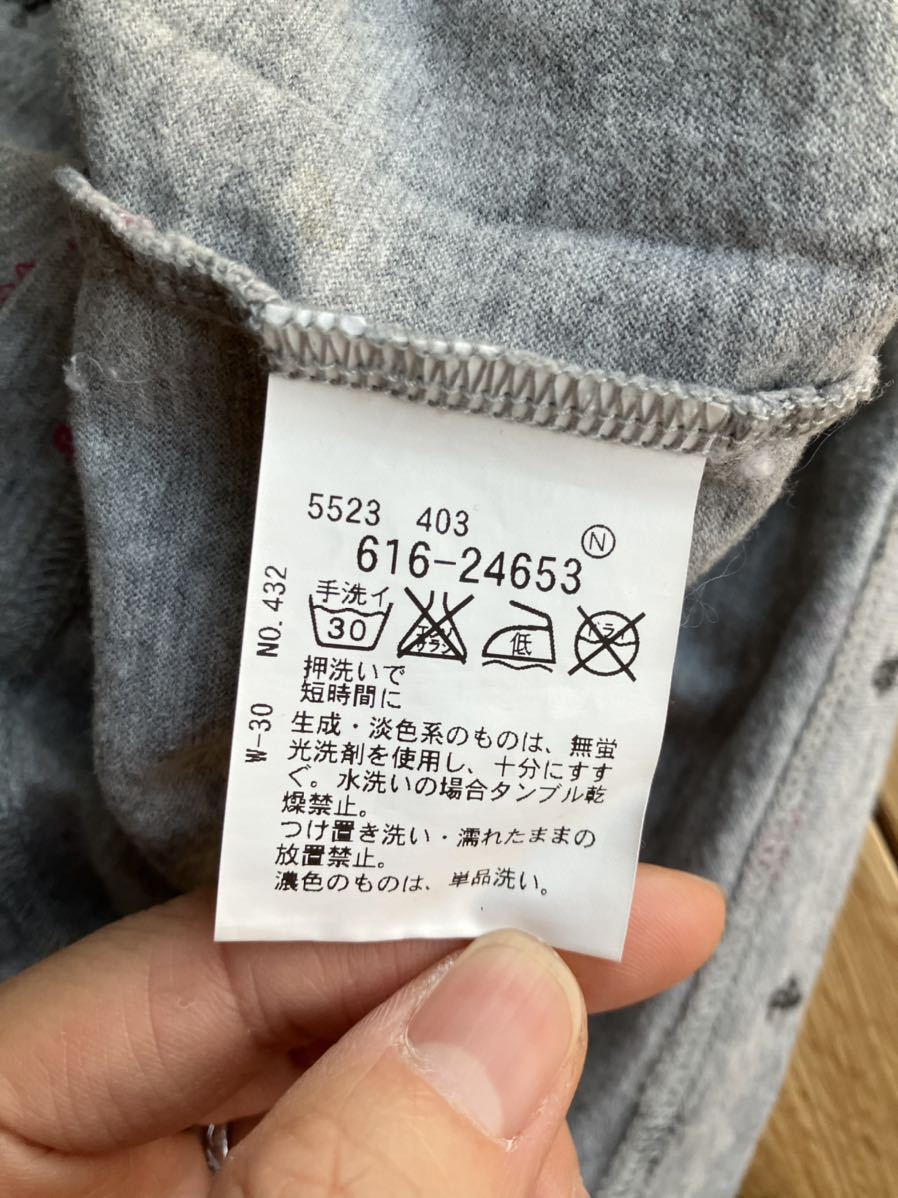 5523 403
616-24653 N
手洗イ
30 エンソ サラシ 低 ドライ
押洗いで
短時間に
生成・淡色系のものは、無蛍
光洗剤を使用し、十分にすす
ぐ。水洗いの場合タンブル乾
燥禁止。
つけ置き洗い・濡れたままの
放置禁止。
濃色のものは、単品洗い。
W-30 NO.432